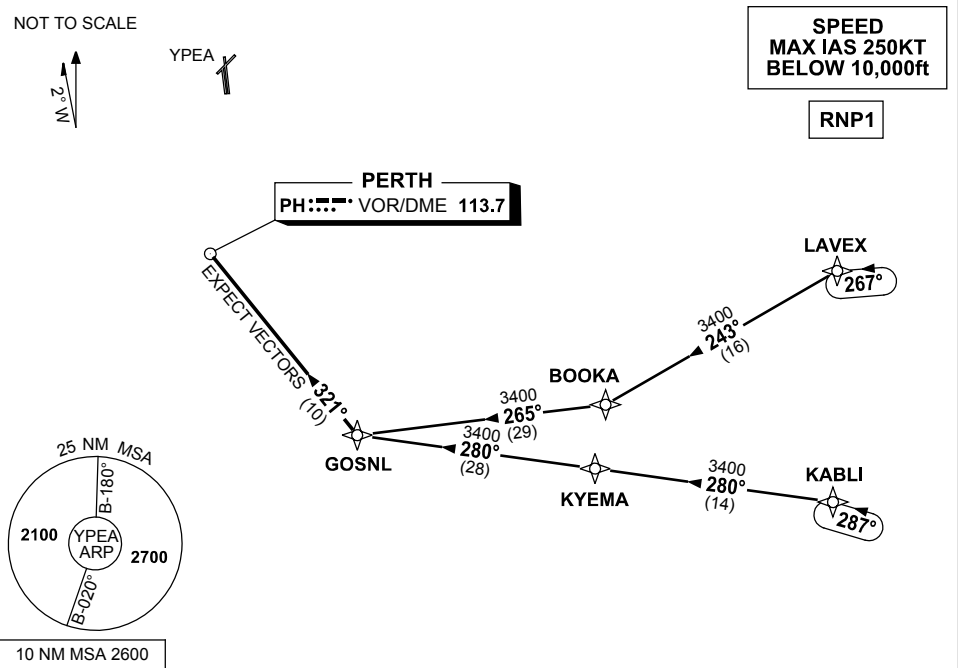 NOT TO SCALE
2° W
YPEA
SPEED
MAX IAS 250KT
BELOW 10,000ft
RNP1
PERTH
PH VOR/DME 113.7
LAVEX
267°
3400
243°
(16)
EXPECT VECTORS
321°
(10)
BOOKA
3400
265°
(29)
GOSNL
3400
280°
(28)
KYEMA
3400
280°
(14)
KABLI
287°
25 NM MSA
B-180°
2100
YPEA
ARP
2700
B-020°
10 NM MSA 2600